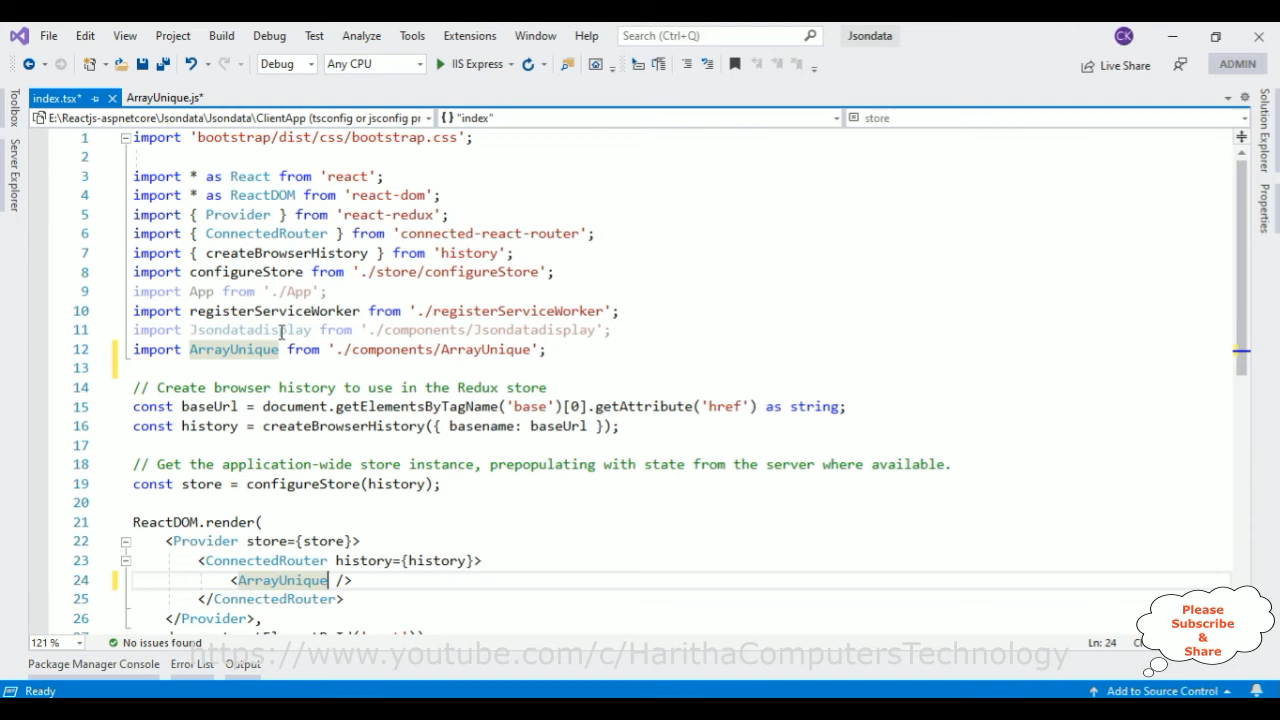 File Edit View Project Build Debug Test Analyze Tools Extensions Window Help Search (Ctrl+Q) Jsondata CK
Debug Any CPU IIS Express Live Share ADMIN
index.tsx* ArrayUnique.js*
E:\Reactjs-aspnetcore\Jsondata\Jsondata\ClientApp (tsconfig or jsconfig pr {} "index" store
Toolbox
Server Explorer
Solution Explorer
Properties
1 import 'bootstrap/dist/css/bootstrap.css';
2
3 import * as React from 'react';
4 import * as ReactDOM from 'react-dom';
5 import { Provider } from 'react-redux';
6 import { ConnectedRouter } from 'connected-react-router';
7 import { createBrowserHistory } from 'history';
8 import configureStore from './store/configureStore';
9 import App from './App';
10 import registerServiceWorker from './registerServiceWorker';
11 import Jsondatadisplay from './components/Jsondatadisplay';
12 import ArrayUnique from './components/ArrayUnique';
13
14 // Create browser history to use in the Redux store
15 const baseUrl = document.getElementsByTagName('base')[0].getAttribute('href') as string;
16 const history = createBrowserHistory({ basename: baseUrl });
17
18 // Get the application-wide store instance, prepopulating with state from the server where available.
19 const store = configureStore(history);
20
21 ReactDOM.render(
22 <Provider store={store}>
23 <ConnectedRouter history={history}>
24 <ArrayUnique />
25 </ConnectedRouter>
26 </Provider>,
Please
Subscribe
&
Share
121 % No issues found Ln: 24
https://www.youtube.com/c/HarithaComputersTechnology
Package Manager Console Error List Output
Ready Add to Source Control